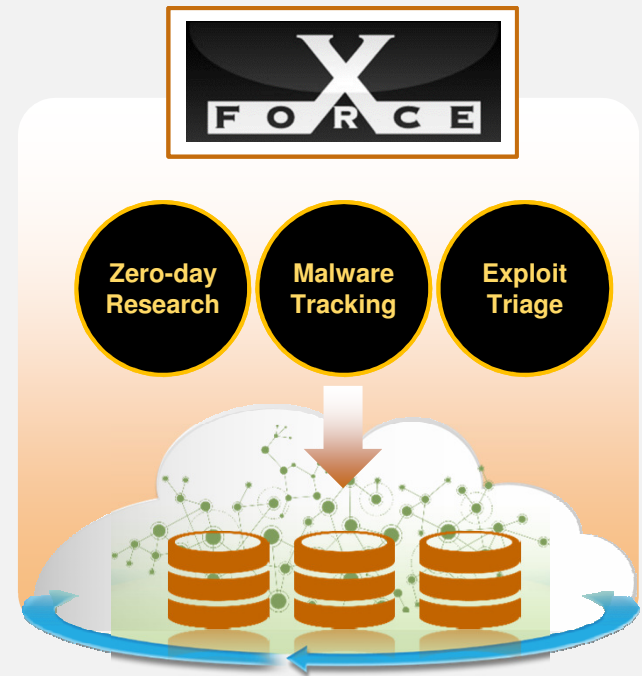 X
FORCE
Zero-day
Research
Malware
Tracking
Exploit
Triage